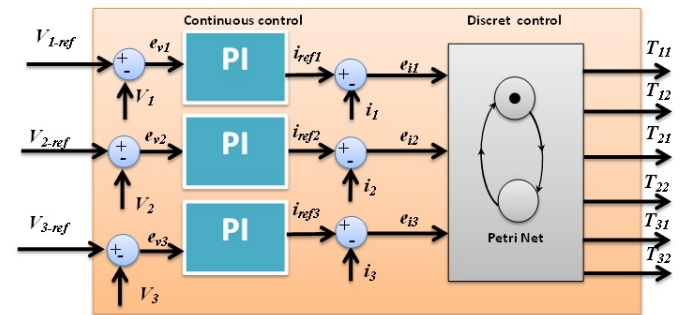 Continuous control
Discret control
V1-ref
+
-
ev1
V1
PI
iref1
+
-
i1
ei1
T11
T12
V2-ref
+
-
ev2
V2
PI
iref2
+
-
i2
ei2
T21
T22
V3-ref
+
-
ev3
V3
PI
iref3
+
-
i3
ei3
Petri Net
T31
T32